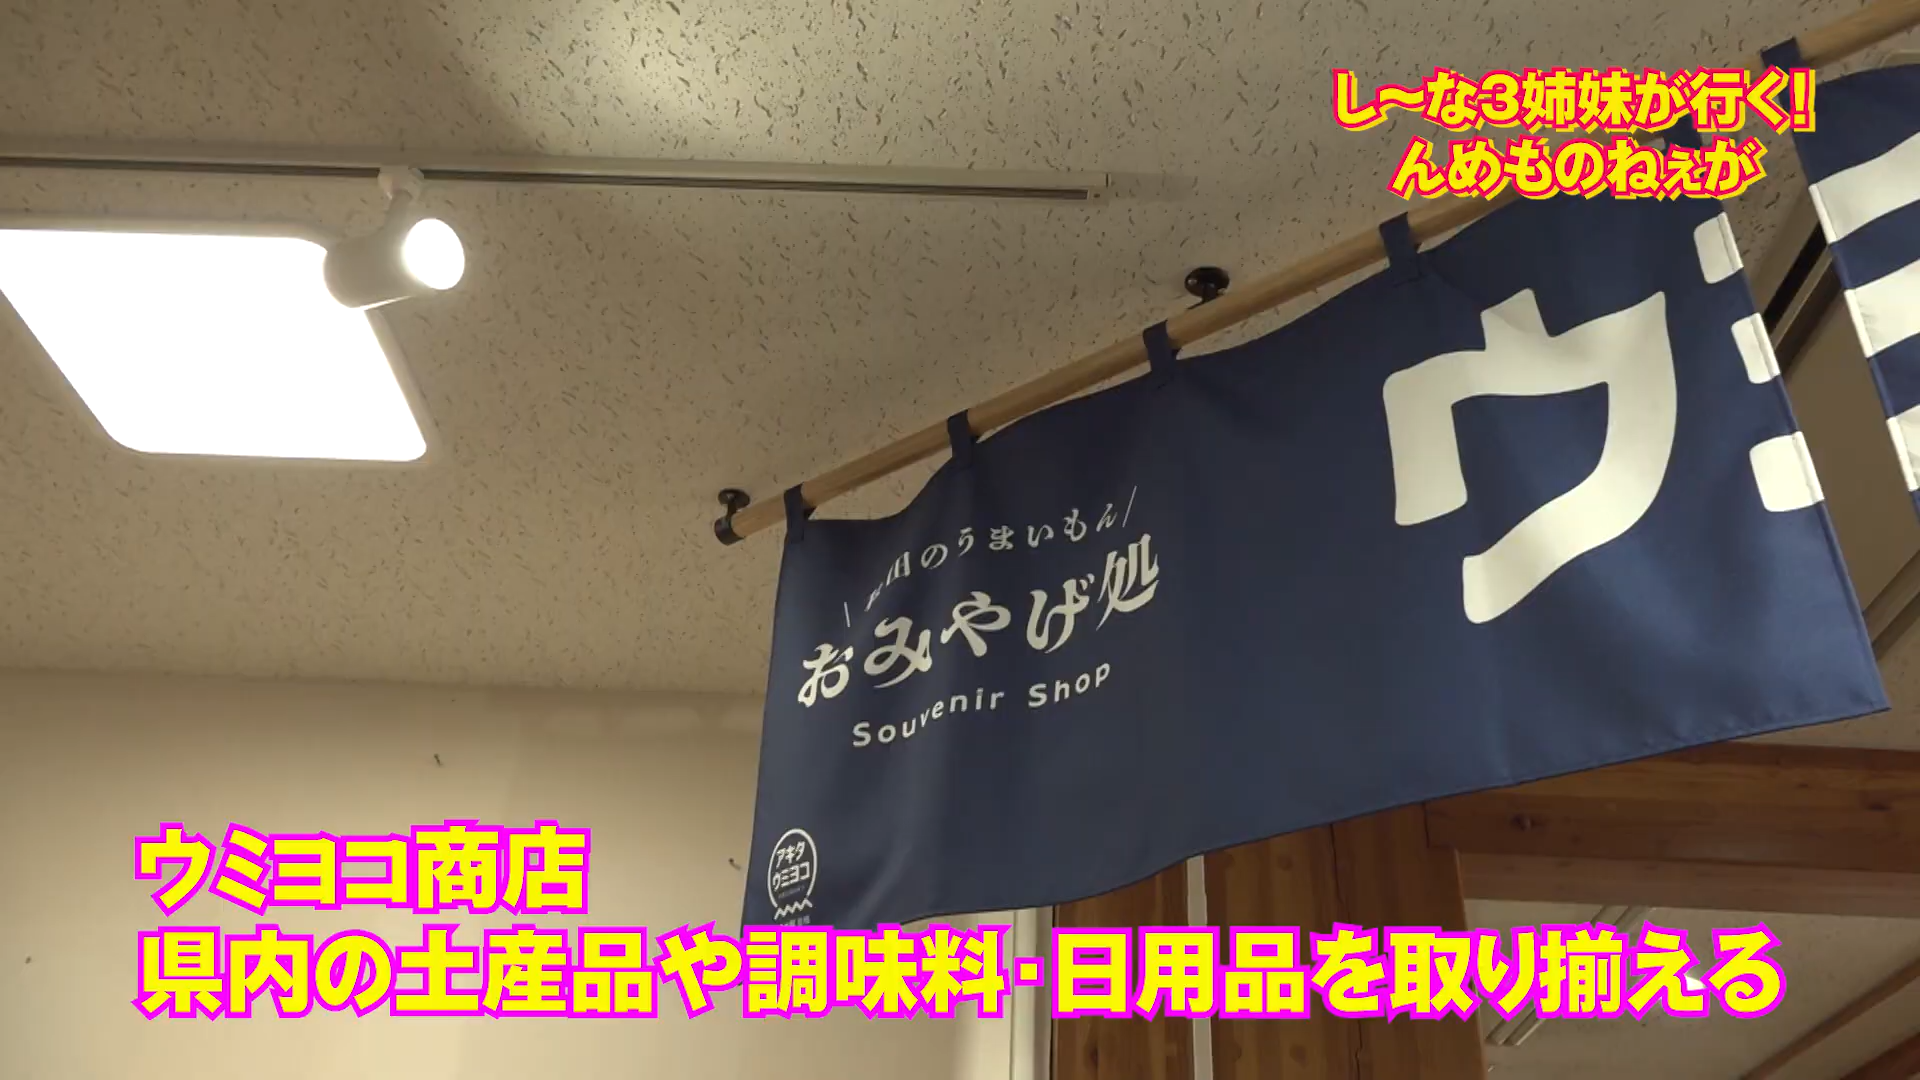 し〜な3姉妹が行く!
んめものねぇが
のうまいもん
おみやげ処
Souvenir Shop
ウ
アキタ
ウミヨコ
ウミヨコ商店
県内の土産品や調味料・日用品を取り揃える